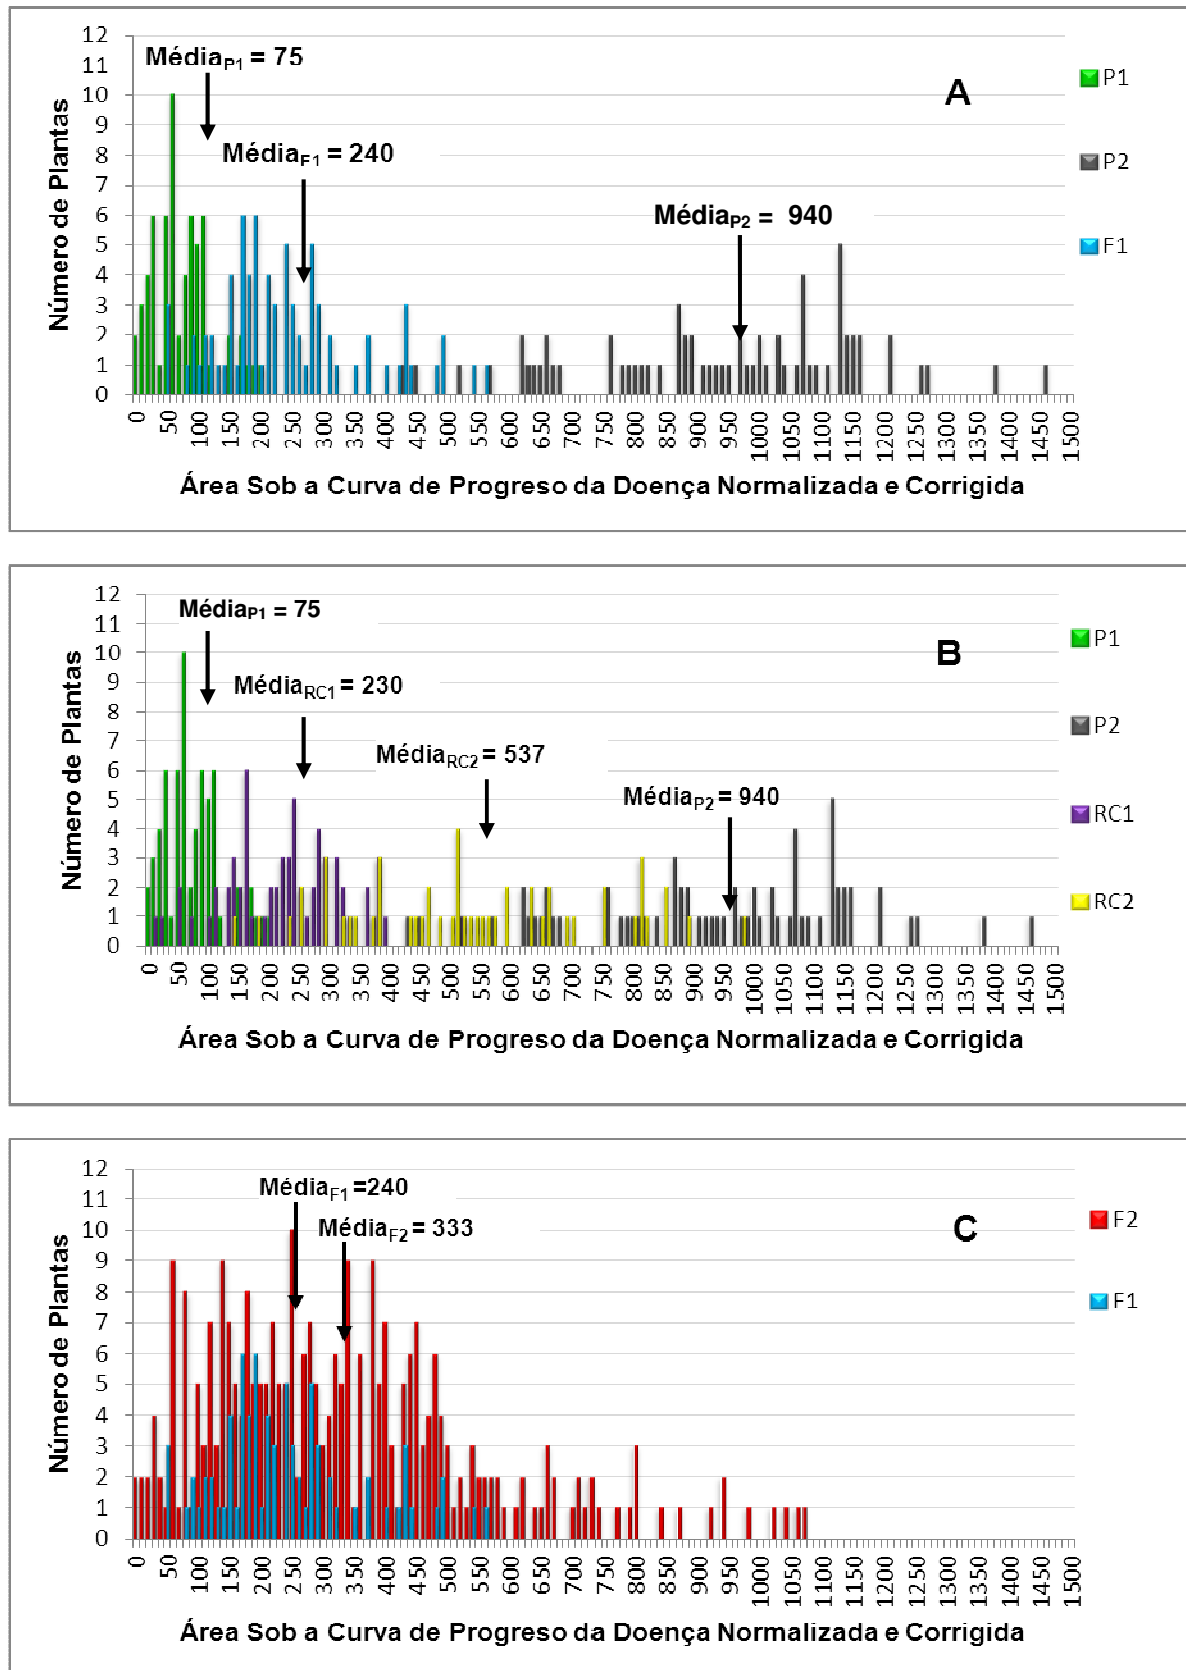 12
11
10
9
8
7
6
5
4
3
2
1
0
Número de Plantas
MédiaP1 = 75
MédiaF1 = 240
MédiaP2 = 940
A
P1
P2
F1
0 50 100 150 200 250 300 350 400 450 500 550 600 650 700 750 800 850 900 950 1000 1050 1100 1150 1200 1250 1300 1350 1400 1450 1500
Área Sob a Curva de Progreso da Doença Normalizada e Corrigida
12
11
10
9
8
7
6
5
4
3
2
1
0
Número de Plantas
MédiaP1 = 75
MédiaRC1 = 230
MédiaRC2 = 537
MédiaP2 = 940
B
P1
P2
RC1
RC2
0 50 100 150 200 250 300 350 400 450 500 550 600 650 700 750 800 850 900 950 1000 1050 1100 1150 1200 1250 1300 1350 1400 1450 1500
Área Sob a Curva de Progreso da Doença Normalizada e Corrigida
12
11
10
9
8
7
6
5
4
3
2
1
0
Número de Plantas
MédiaF1 =240
MédiaF2 = 333
C
F2
F1
0 50 100 150 200 250 300 350 400 450 500 550 600 650 700 750 800 850 900 950 1000 1050 1100 1150 1200 1250 1300 1350 1400 1450 1500
Área Sob a Curva de Progreso da Doença Normalizada e Corrigida